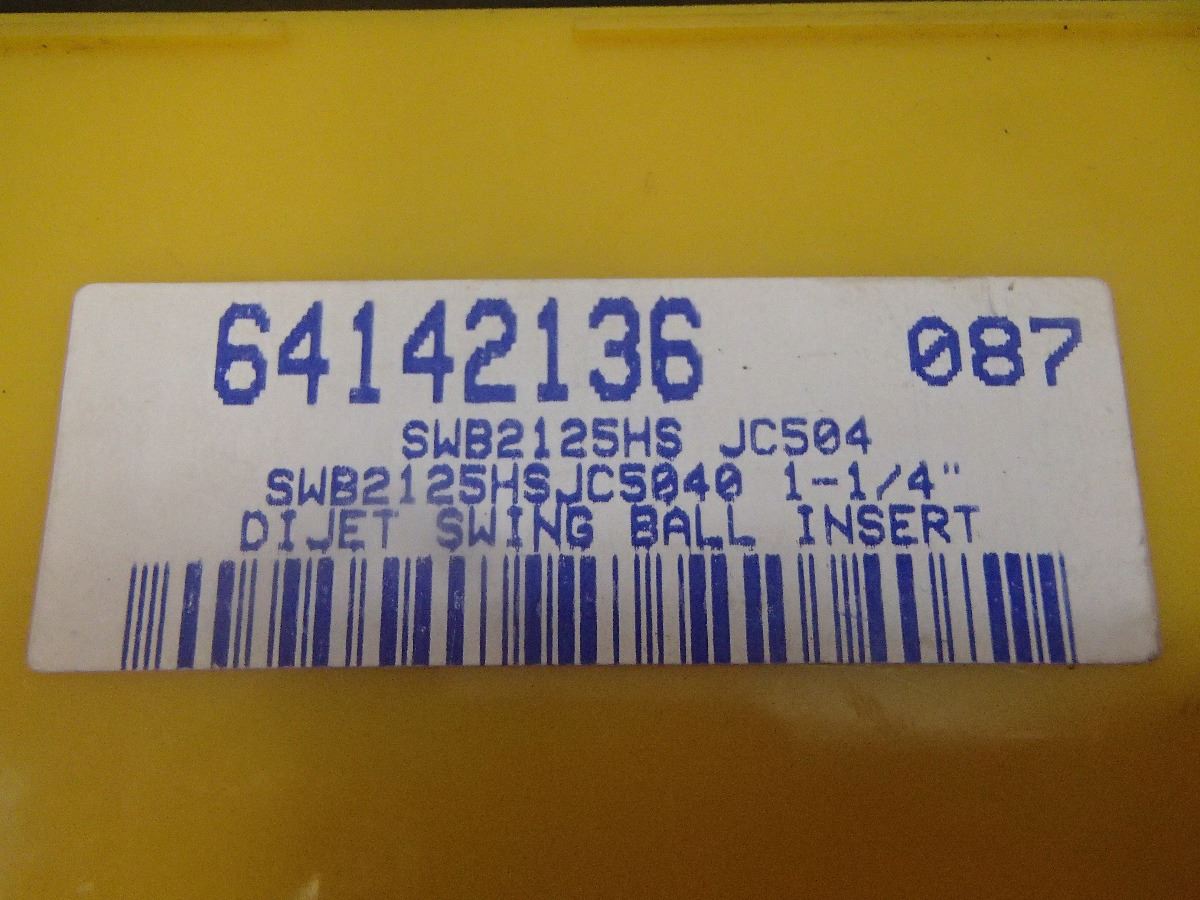 64142136 087
SWB2125HS JC504
SWB2125HSJC5040 1-1/4"
DIJET SWING BALL INSERT